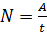 N = A/t